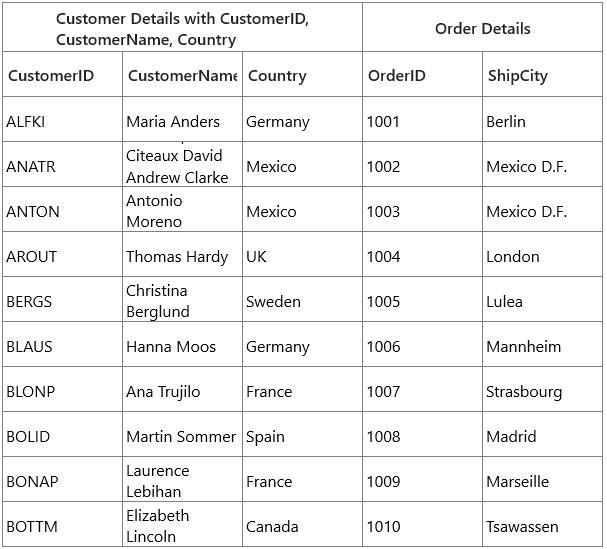 Customer Details with CustomerID,
CustomerName, Country
Order Details
CustomerID CustomerName Country OrderID ShipCity
ALFKI Maria Anders Germany 1001 Berlin
ANATR Citeaux David
Andrew Clarke Mexico 1002 Mexico D.F.
ANTON Antonio
Moreno Mexico 1003 Mexico D.F.
AROUT Thomas Hardy UK 1004 London
BERGS Christina
Berglund Sweden 1005 Lulea
BLAUS Hanna Moos Germany 1006 Mannheim
BLONP Ana Trujilo France 1007 Strasbourg
BOLID Martin Sommer Spain 1008 Madrid
BONAP Laurence
Lebihan France 1009 Marseille
BOTTM Elizabeth
Lincoln Canada 1010 Tsawassen